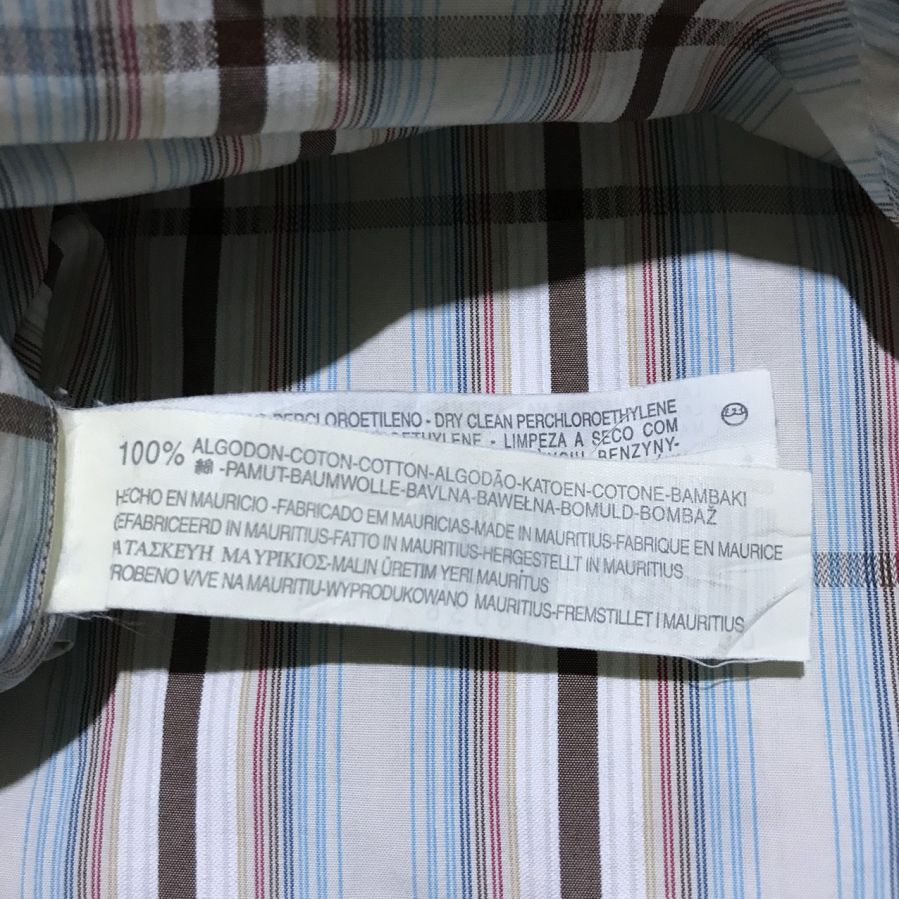 PERCLOROETILENO - DRY CLEAN PERCHLOROETHYLENE
- LIMPEZA A SECO COM
BENZYNY-
100% ALGODON-COTON-COTTON-ALGODÃO-KATOEN-COTONE-BAMBAKI
-PAMUT-BAUMWOLLE-BAVLNA-BAWEŁNA-BOMULD-BOMBAŽ
HECHO EN MAURICIO -FABRICADO EM MAURICIAS-MADE IN MAURITIUS-FABRIQUE EN MAURICE
EFABRICEERD IN MAURITIUS-FATTO IN MAURITIUS-HERGESTELLT IN MAURITIUS
ΑΤΑΣΚΕΥΗ ΜΑΥΡΙΚΙΟΣ-MALIN ÜRETIM YERI MAURÎTIUS
ROBENO V/VE NA MAURITIU-WYPRODUKOWANO MAURITIUS-FREMSTILLET I MAURITIUS